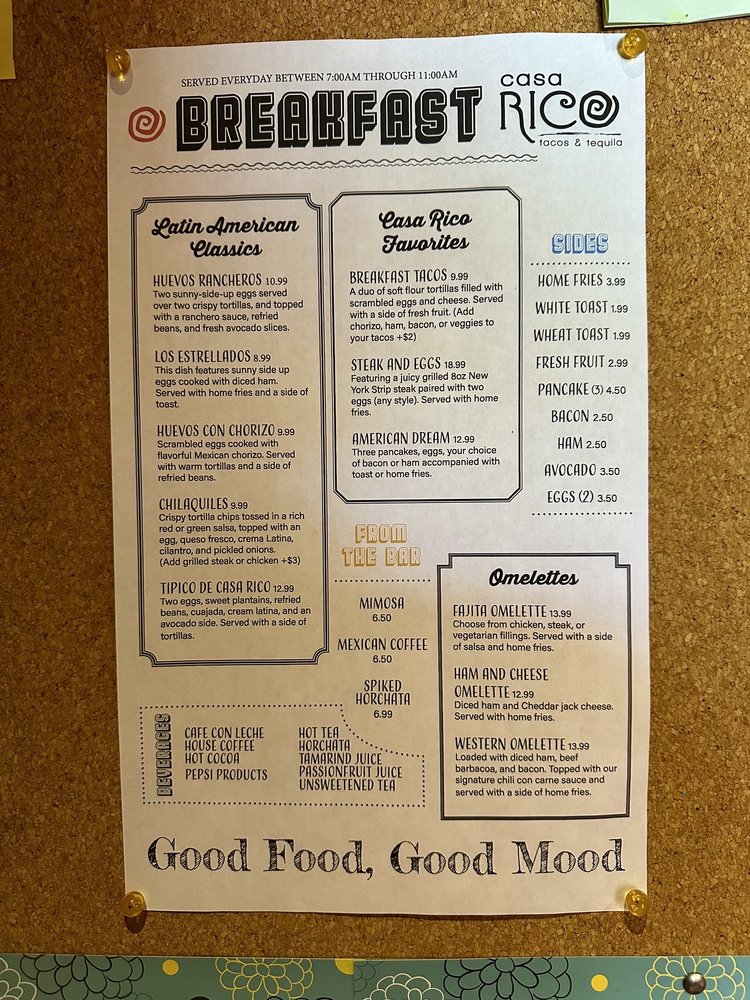 SERVED EVERYDAY BETWEEN 7:00AM THROUGH 11:00AM
BREAKFAST
casa
RICO
tacos & tequila
Latin American
Classics
HUEVOS RANCHEROS 10.99
Two sunny-side-up eggs served
over two crispy tortillas, and topped
with a ranchero sauce, refried
beans, and fresh avocado slices.
LOS ESTRELLADOS 8.99
This dish features sunny side up
eggs cooked with diced ham.
Served with home fries and a side of
toast.
HUEVOS CON CHORIZO 9.99
Scrambled eggs cooked with
flavorful Mexican chorizo. Served
with warm tortillas and a side of
refried beans.
CHILAQUILES 9.99
Crispy tortilla chips tossed in a rich
red or green salsa, topped with an
egg, queso fresco, crema Latina,
cilantro, and pickled onions.
(Add grilled steak or chicken +$3)
TIPICO DE CASA RICO 12.99
Two eggs, sweet plantains, refried
beans, cuajada, cream latina, and an
avocado side. Served with a side of
tortillas.
Casa Rico
Favorites
BREAKFAST TACOS 9.99
A duo of soft flour tortillas filled with
scrambled eggs and cheese. Served
with a side of fresh fruit. (Add
chorizo, ham, bacon, or veggies to
your tacos +$2)
STEAK AND EGGS 18.99
Featuring a juicy grilled 8oz New
York Strip steak paired with two
eggs (any style). Served with home
fries.
AMERICAN DREAM 12.99
Three pancakes, eggs, your choice
of bacon or ham accompanied with
toast or home fries.
SIDES
HOME FRIES 3.99
WHITE TOAST 1.99
WHEAT TOAST 1.99
FRESH FRUIT 2.99
PANCAKE (3) 4.50
BACON 2.50
HAM 2.50
AVOCADO 3.50
EGGS (2) 3.50
FROM
THE BAR
MIMOSA
6.50
MEXICAN COFFEE
6.50
SPIKED
HORCHATA
6.99
Omelettes
FAJITA OMELETTE 13.99
Choose from chicken, steak, or
vegetarian fillings. Served with a side
of salsa and home fries.
HAM AND CHEESE
OMELETTE 12.99
Diced ham and Cheddar jack cheese.
Served with home fries.
WESTERN OMELETTE 13.99
Loaded with diced ham, beef
barbacoa, and bacon. Topped with our
signature chili con carne sauce and
served with a side of home fries.
BEVERAGES
CAFE CON LECHE
HOUSE COFFEE
HOT COCOA
PEPSI PRODUCTS
HOT TEA
HORCHATA
TAMARIND JUICE
PASSIONFRUIT JUICE
UNSWEETENED TEA
Good Food, Good Mood